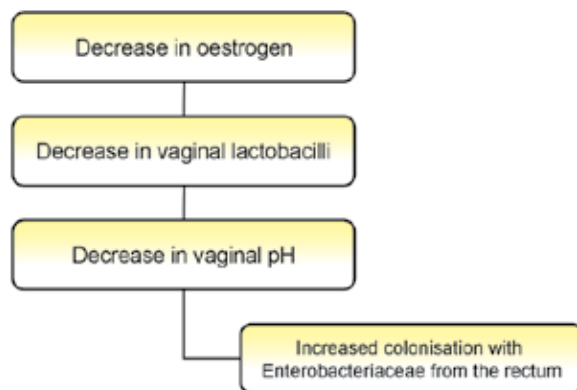 Decrease in oestrogen
Decrease in vaginal lactobacilli
Decrease in vaginal pH
Increased colonisation with
Enterobacteriaceae from the rectum